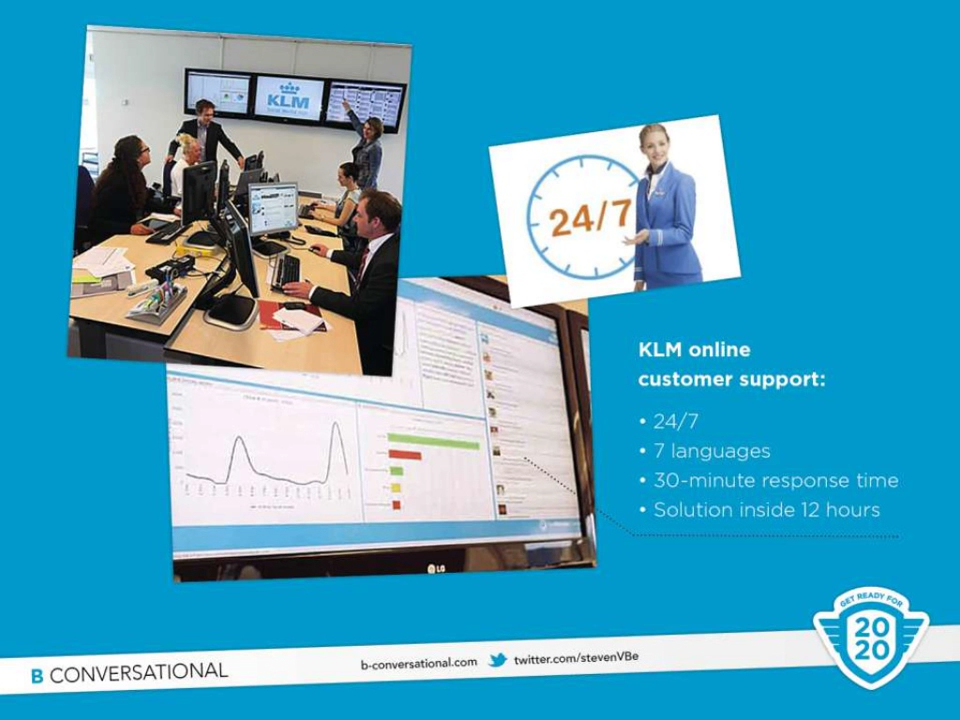 KLM
24/7
KLM online
customer support:
• 24/7
• 7 languages
• 30-minute response time
• Solution inside 12 hours
LG
GET READY FOR
20
20
B CONVERSATIONAL
b-conversational.com
twitter.com/stevenVBe